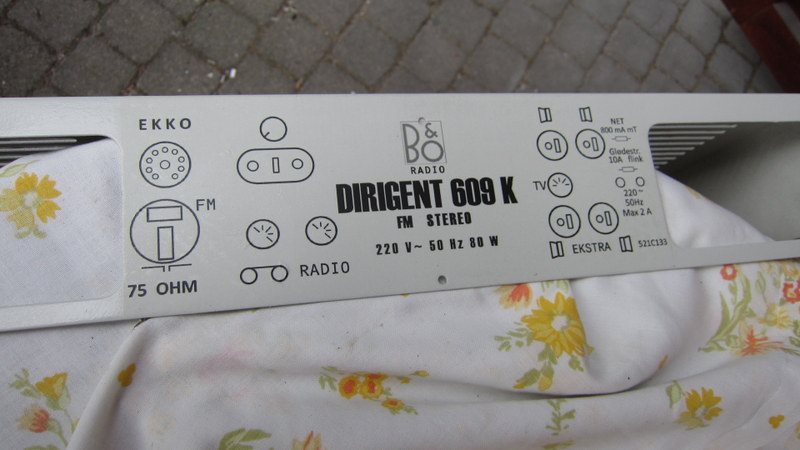 EKKO
FM
75 OHM
B&O
RADIO
DIRIGENT 609 K
FM STEREO
220 V~ 50 Hz 80 W
RADIO
TV
EKSTRA
NET
800 mA mT
Glødestr.
10A flink
220~
50Hz
Max 2 A
521C133